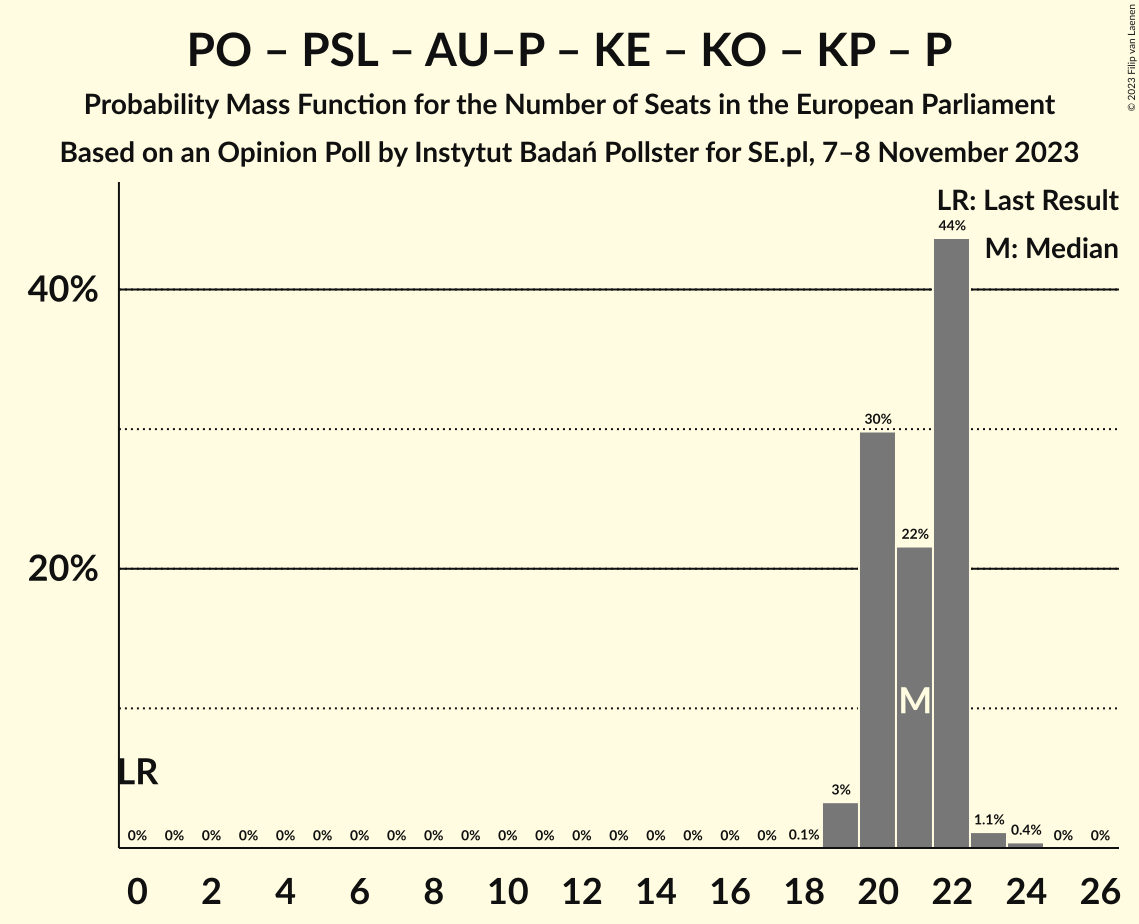 PO – PSL – AU–P – KE – KO – KP – P
Probability Mass Function for the Number of Seats in the European Parliament
Based on an Opinion Poll by Instytut Badań Pollster for SE.pl, 7–8 November 2023
© 2023 Filip van Laenen
LR: Last Result
M: Median
44%
40%
30%
22%
20%
M
LR
3%
1.1%
0.4%
0% 0% 0% 0% 0% 0% 0% 0% 0% 0% 0% 0% 0% 0% 0% 0% 0% 0% 0.1% 0% 0%
0 2 4 6 8 10 12 14 16 18 20 22 24 26